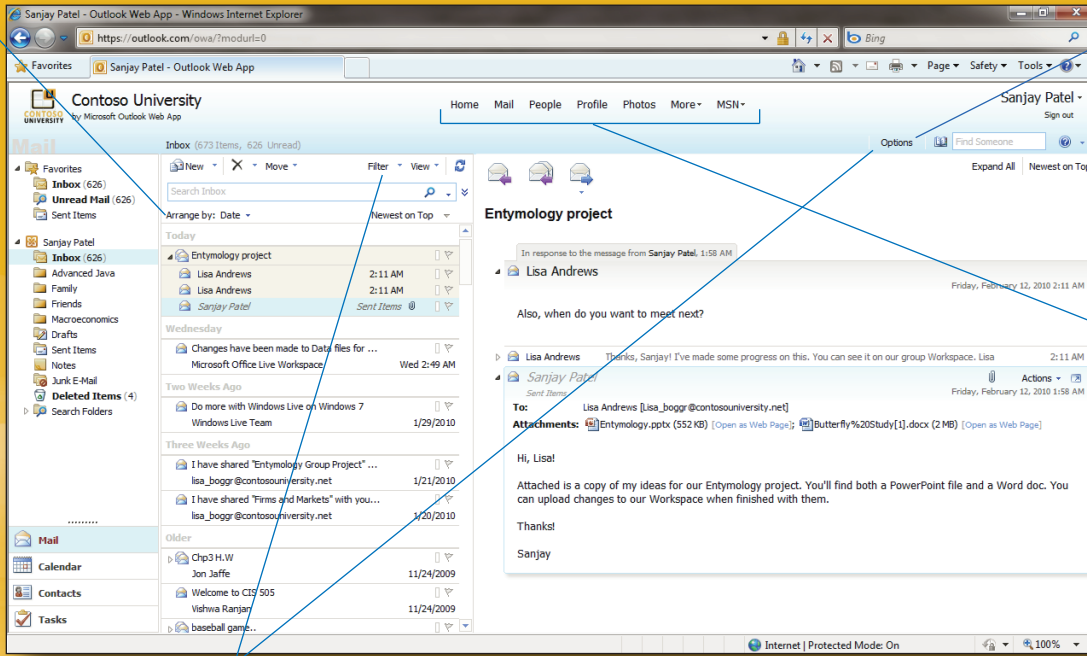 Sanjay Patel - Outlook Web App - Windows Internet Explorer
https://outlook.com/owa/?modurl=0
Bing
Favorites
Sanjay Patel - Outlook Web App
Page
Safety
Tools
CONTOSO UNIVERSITY
Contoso University
by Microsoft Outlook Web App
Home Mail People Profile Photos More MSN
Sanjay Patel
Sign out
Mail
Inbox (673 Items, 626 Unread)
Options
Find Someone
Favorites
Inbox (626)
Unread Mail (626)
Sent Items
Sanjay Patel
Inbox (626)
Advanced Java
Family
Friends
Macroeconomics
Drafts
Sent Items
Notes
Junk E-Mail
Deleted Items (4)
Search Folders
Mail
Calendar
Contacts
Tasks
New Move Filter View
Search Inbox
Arrange by: Date Newest on Top
Today
Entymology project
Lisa Andrews 2:11 AM
Lisa Andrews 2:11 AM
Sanjay Patel Sent Items
Wednesday
Changes have been made to Data files for ...
Microsoft Office Live Workspace Wed 2:49 AM
Two Weeks Ago
Do more with Windows Live on Windows 7
Windows Live Team 1/29/2010
Three Weeks Ago
I have shared "Entymology Group Project" ...
lisa_boggr@contosouniversity.net 1/21/2010
I have shared "Firms and Markets" with you...
lisa_boggr@contosouniversity.net 1/20/2010
Older
Chp3 H.W
Jon Jaffe 11/24/2009
Welcome to CIS 505
Vishwa Ranjan 11/24/2009
baseball game..
Expand All Newest on Top
Entymology project
In response to the message from Sanjay Patel, 1:58 AM
Lisa Andrews
Friday, February 12, 2010 2:11 AM
Also, when do you want to meet next?
Lisa Andrews Thanks, Sanjay! I've made some progress on this. You can see it on our group Workspace. Lisa 2:11 AM
Sanjay Patel
Actions
Sent Items
Friday, February 12, 2010 1:58 AM
To: Lisa Andrews [Lisa_boggr@contosouniversity.net]
Attachments: Entymology.pptx (552 KB) [Open as Web Page]; Butterfly%20Study[1].docx (2 MB) [Open as Web Page]
Hi, Lisa!
Attached is a copy of my ideas for our Entymology project. You'll find both a PowerPoint file and a Word doc. You
can upload changes to our Workspace when finished with them.
Thanks!
Sanjay
Internet | Protected Mode: On
100%